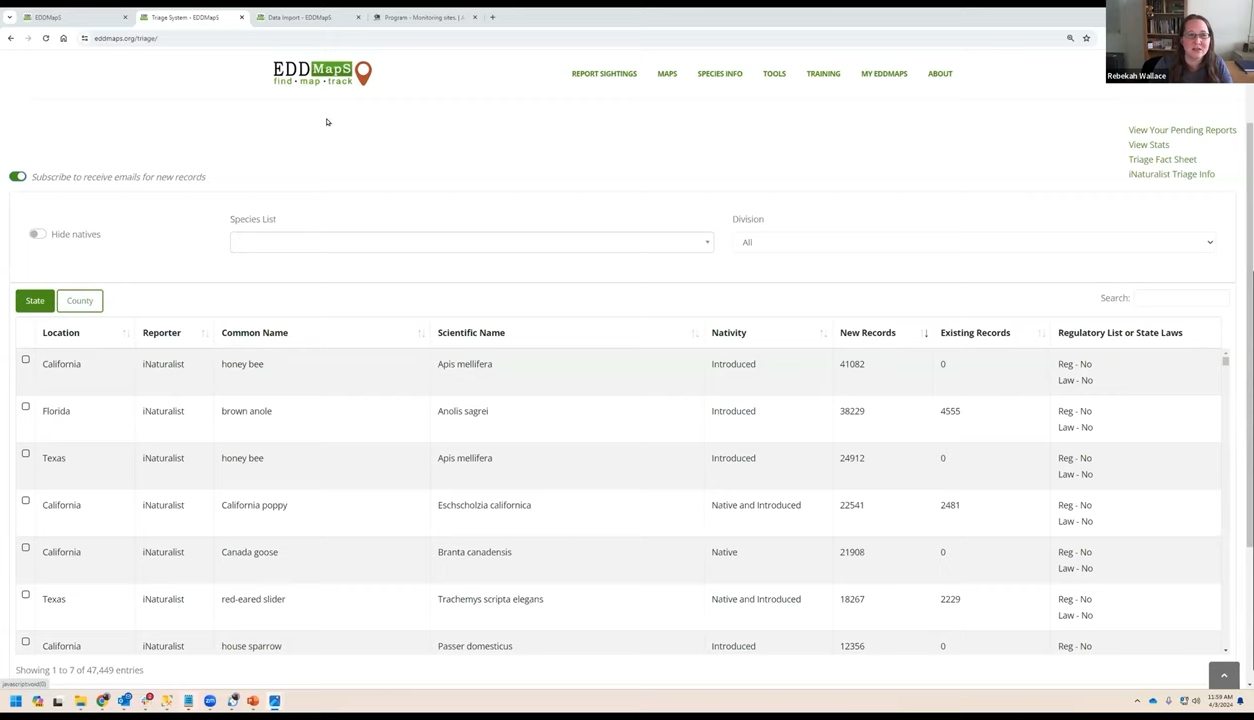 EDDMapS
Triage System - EDDMapS
Data Import - EDDMapS
Program - Monitoring sites. | A
eddmaps.org/triage/
Rebekah Wallace
EDDMapS
find • map • track
REPORT SIGHTINGS
MAPS
SPECIES INFO
TOOLS
TRAINING
MY EDDMAPS
ABOUT
View Your Pending Reports
View Stats
Triage Fact Sheet
iNaturalist Triage Info
Subscribe to receive emails for new records
Hide natives
Species List
Division
All
State
County
Search:
Location Reporter Common Name Scientific Name Nativity New Records Existing Records Regulatory List or State Laws
California iNaturalist honey bee Apis mellifera Introduced 41082 0 Reg - No
Law - No
Florida iNaturalist brown anole Anolis sagrei Introduced 38229 4555 Reg - No
Law - No
Texas iNaturalist honey bee Apis mellifera Introduced 24912 0 Reg - No
Law - No
California iNaturalist California poppy Eschscholzia californica Native and Introduced 22541 2481 Reg - No
Law - No
California iNaturalist Canada goose Branta canadensis Native 21908 0 Reg - No
Law - No
Texas iNaturalist red-eared slider Trachemys scripta elegans Native and Introduced 18267 2229 Reg - No
Law - No
California iNaturalist house sparrow Passer domesticus Introduced 12356 0 Reg - No
Showing 1 to 7 of 47,449 entries
javascript:void(0)
11:59 AM
4/3/2024